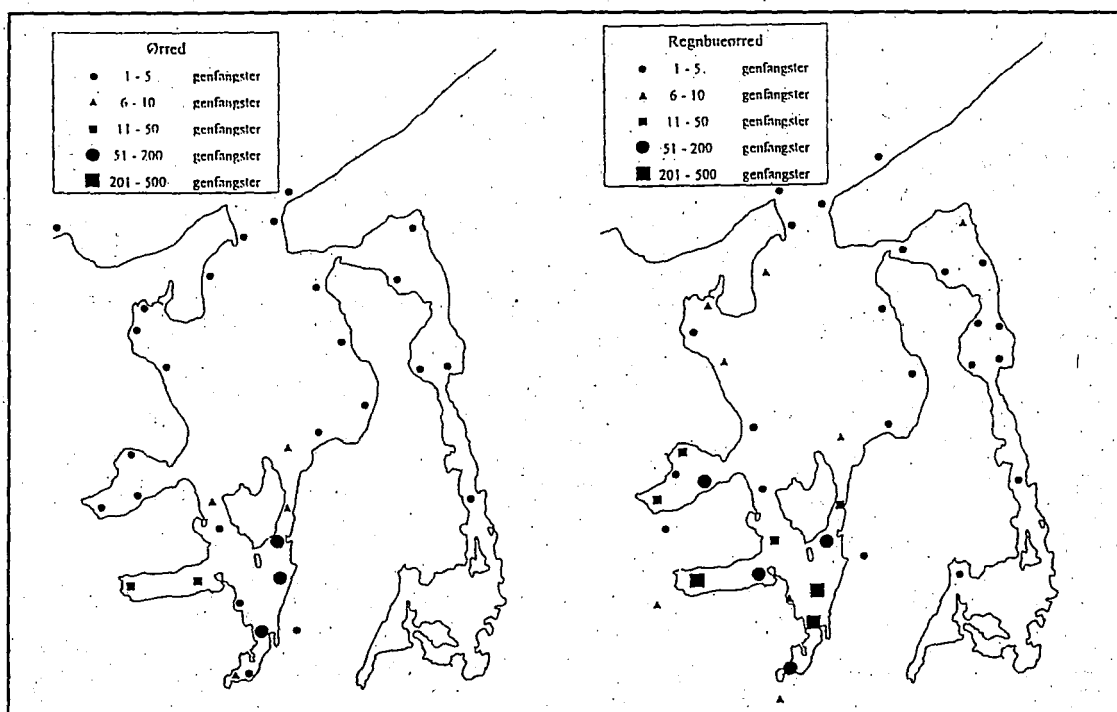 Ørred
1 - 5 genfangster
6 - 10 genfangster
11 - 50 genfangster
51 - 200 genfangster
201 - 500 genfangster
Regnbueørred
1 - 5. genfangster
6 - 10 genfangster
11 - 50 genfangster
51 - 200 genfangster
201 - 500 genfangster